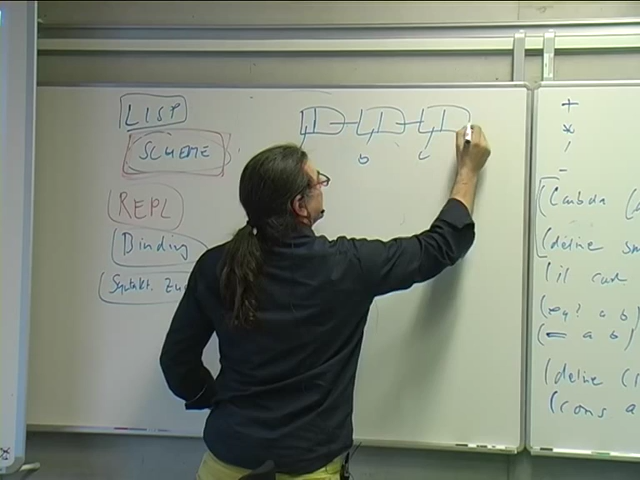 LISP
SCHEME
REPL
Binding
Syntakt. Zu
b c
+
*
/
-
(lambda (
(define
(if
(eq? a b)
(= a b)
(define
(cons a